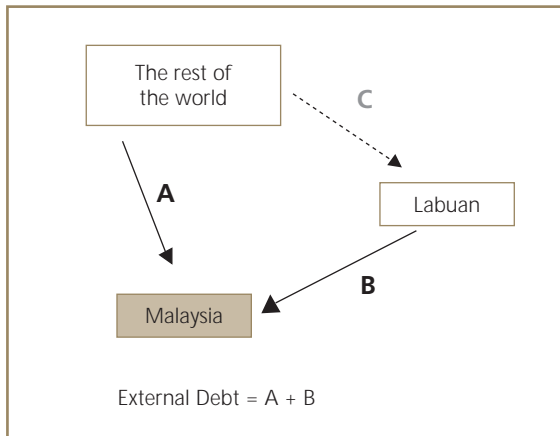 The rest of
the world
C
A
Labuan
B
Malaysia
External Debt = A + B